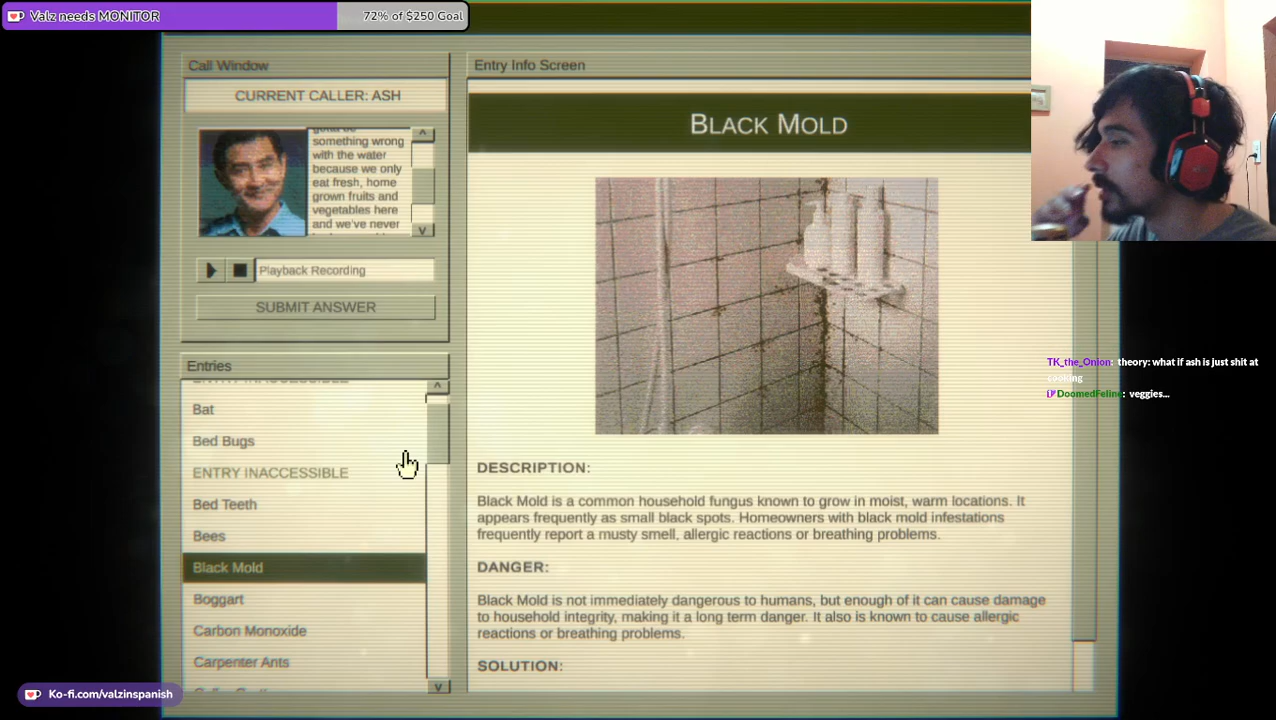 Valz needs MONITOR
72% of $250 Goal
Call Window
CURRENT CALLER: ASH
something wrong
with the water
because we only
eat fresh, home
grown fruits and
vegetables here
and we've never
Playback Recording
SUBMIT ANSWER
Entries
Bat
Bed Bugs
ENTRY INACCESSIBLE
Bed Teeth
Bees
Black Mold
Boggart
Carbon Monoxide
Carpenter Ants
Entry Info Screen
BLACK MOLD
DESCRIPTION:
Black Mold is a common household fungus known to grow in moist, warm locations. It
appears frequently as small black spots. Homeowners with black mold infestations
frequently report a musty smell, allergic reactions or breathing problems.
DANGER:
Black Mold is not immediately dangerous to humans, but enough of it can cause damage
to household integrity, making it a long term danger. It also is known to cause allergic
reactions or breathing problems.
SOLUTION:
TK_the_Onion: theory: what if ash is just shit at
cooking
DoomedFeline: veggies...
Ko-fi.com/valzinspanish